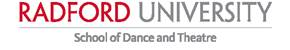 RADFORD UNIVERSITY
School of Dance and Theatre